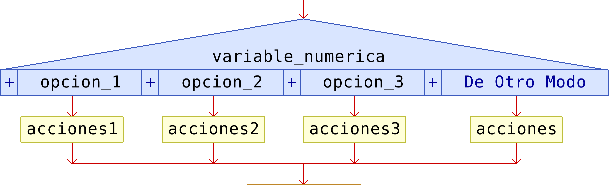 variable_numerica
+ opcion_1 + opcion_2 + opcion_3 + De Otro Modo
acciones1 acciones2 acciones3 acciones